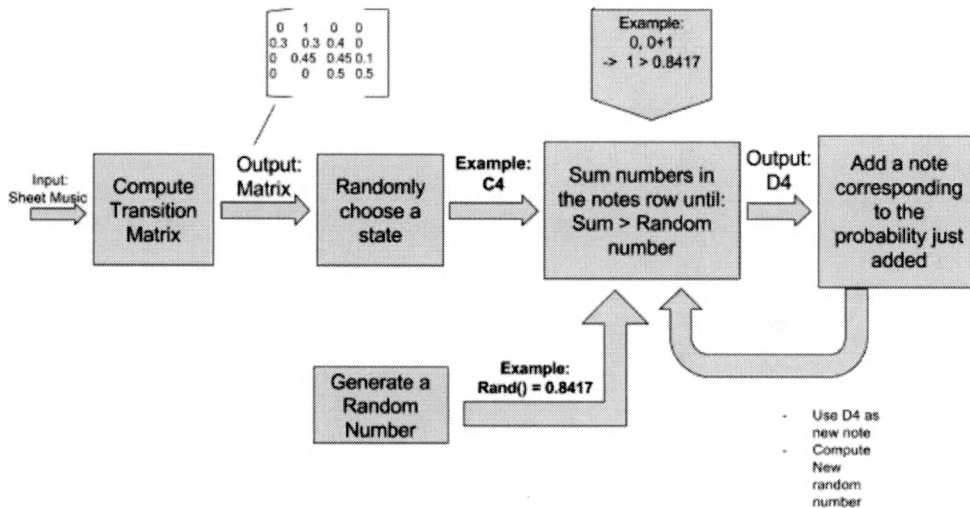 0 1 0 0
0.3 0.3 0.4 0
0 0.45 0.45 0.1
0 0 0.5 0.5
Example:
0, 0+1
-> 1 > 0.8417
Input:
Sheet Music
Compute
Transition
Matrix
Output:
Matrix
Randomly
choose a
state
Example:
C4
Sum numbers in
the notes row until:
Sum > Random
number
Output:
D4
Add a note
corresponding
to the
probability just
added
Generate a
Random
Number
Example:
Rand() = 0.8417
- Use D4 as
new note
- Compute
New
random
number